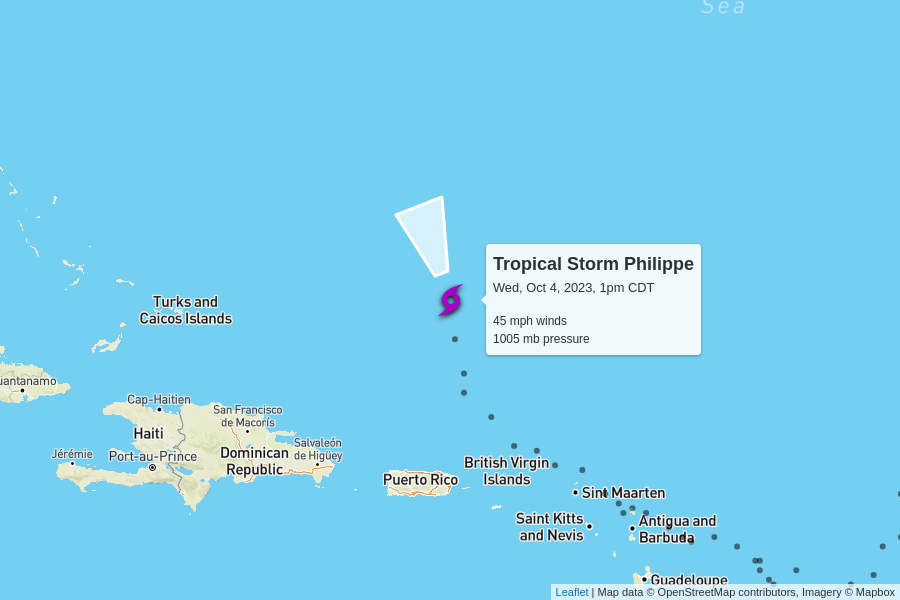 Sea
Tropical Storm Philippe
Wed, Oct 4, 2023, 1pm CDT
45 mph winds
1005 mb pressure
Turks and
Caicos Islands
uantanamo
Cap-Haitien
San Francisco
de Macorís
Haiti
Jérémie
Port-au-Prince
Dominican
Republic
Salvaleón
de Higüey
Puerto Rico
British Virgin
Islands
Sint Maarten
Saint Kitts
and Nevis
Antigua and
Barbuda
Guadeloupe
Leaflet | Map data © OpenStreetMap contributors, Imagery © Mapbox